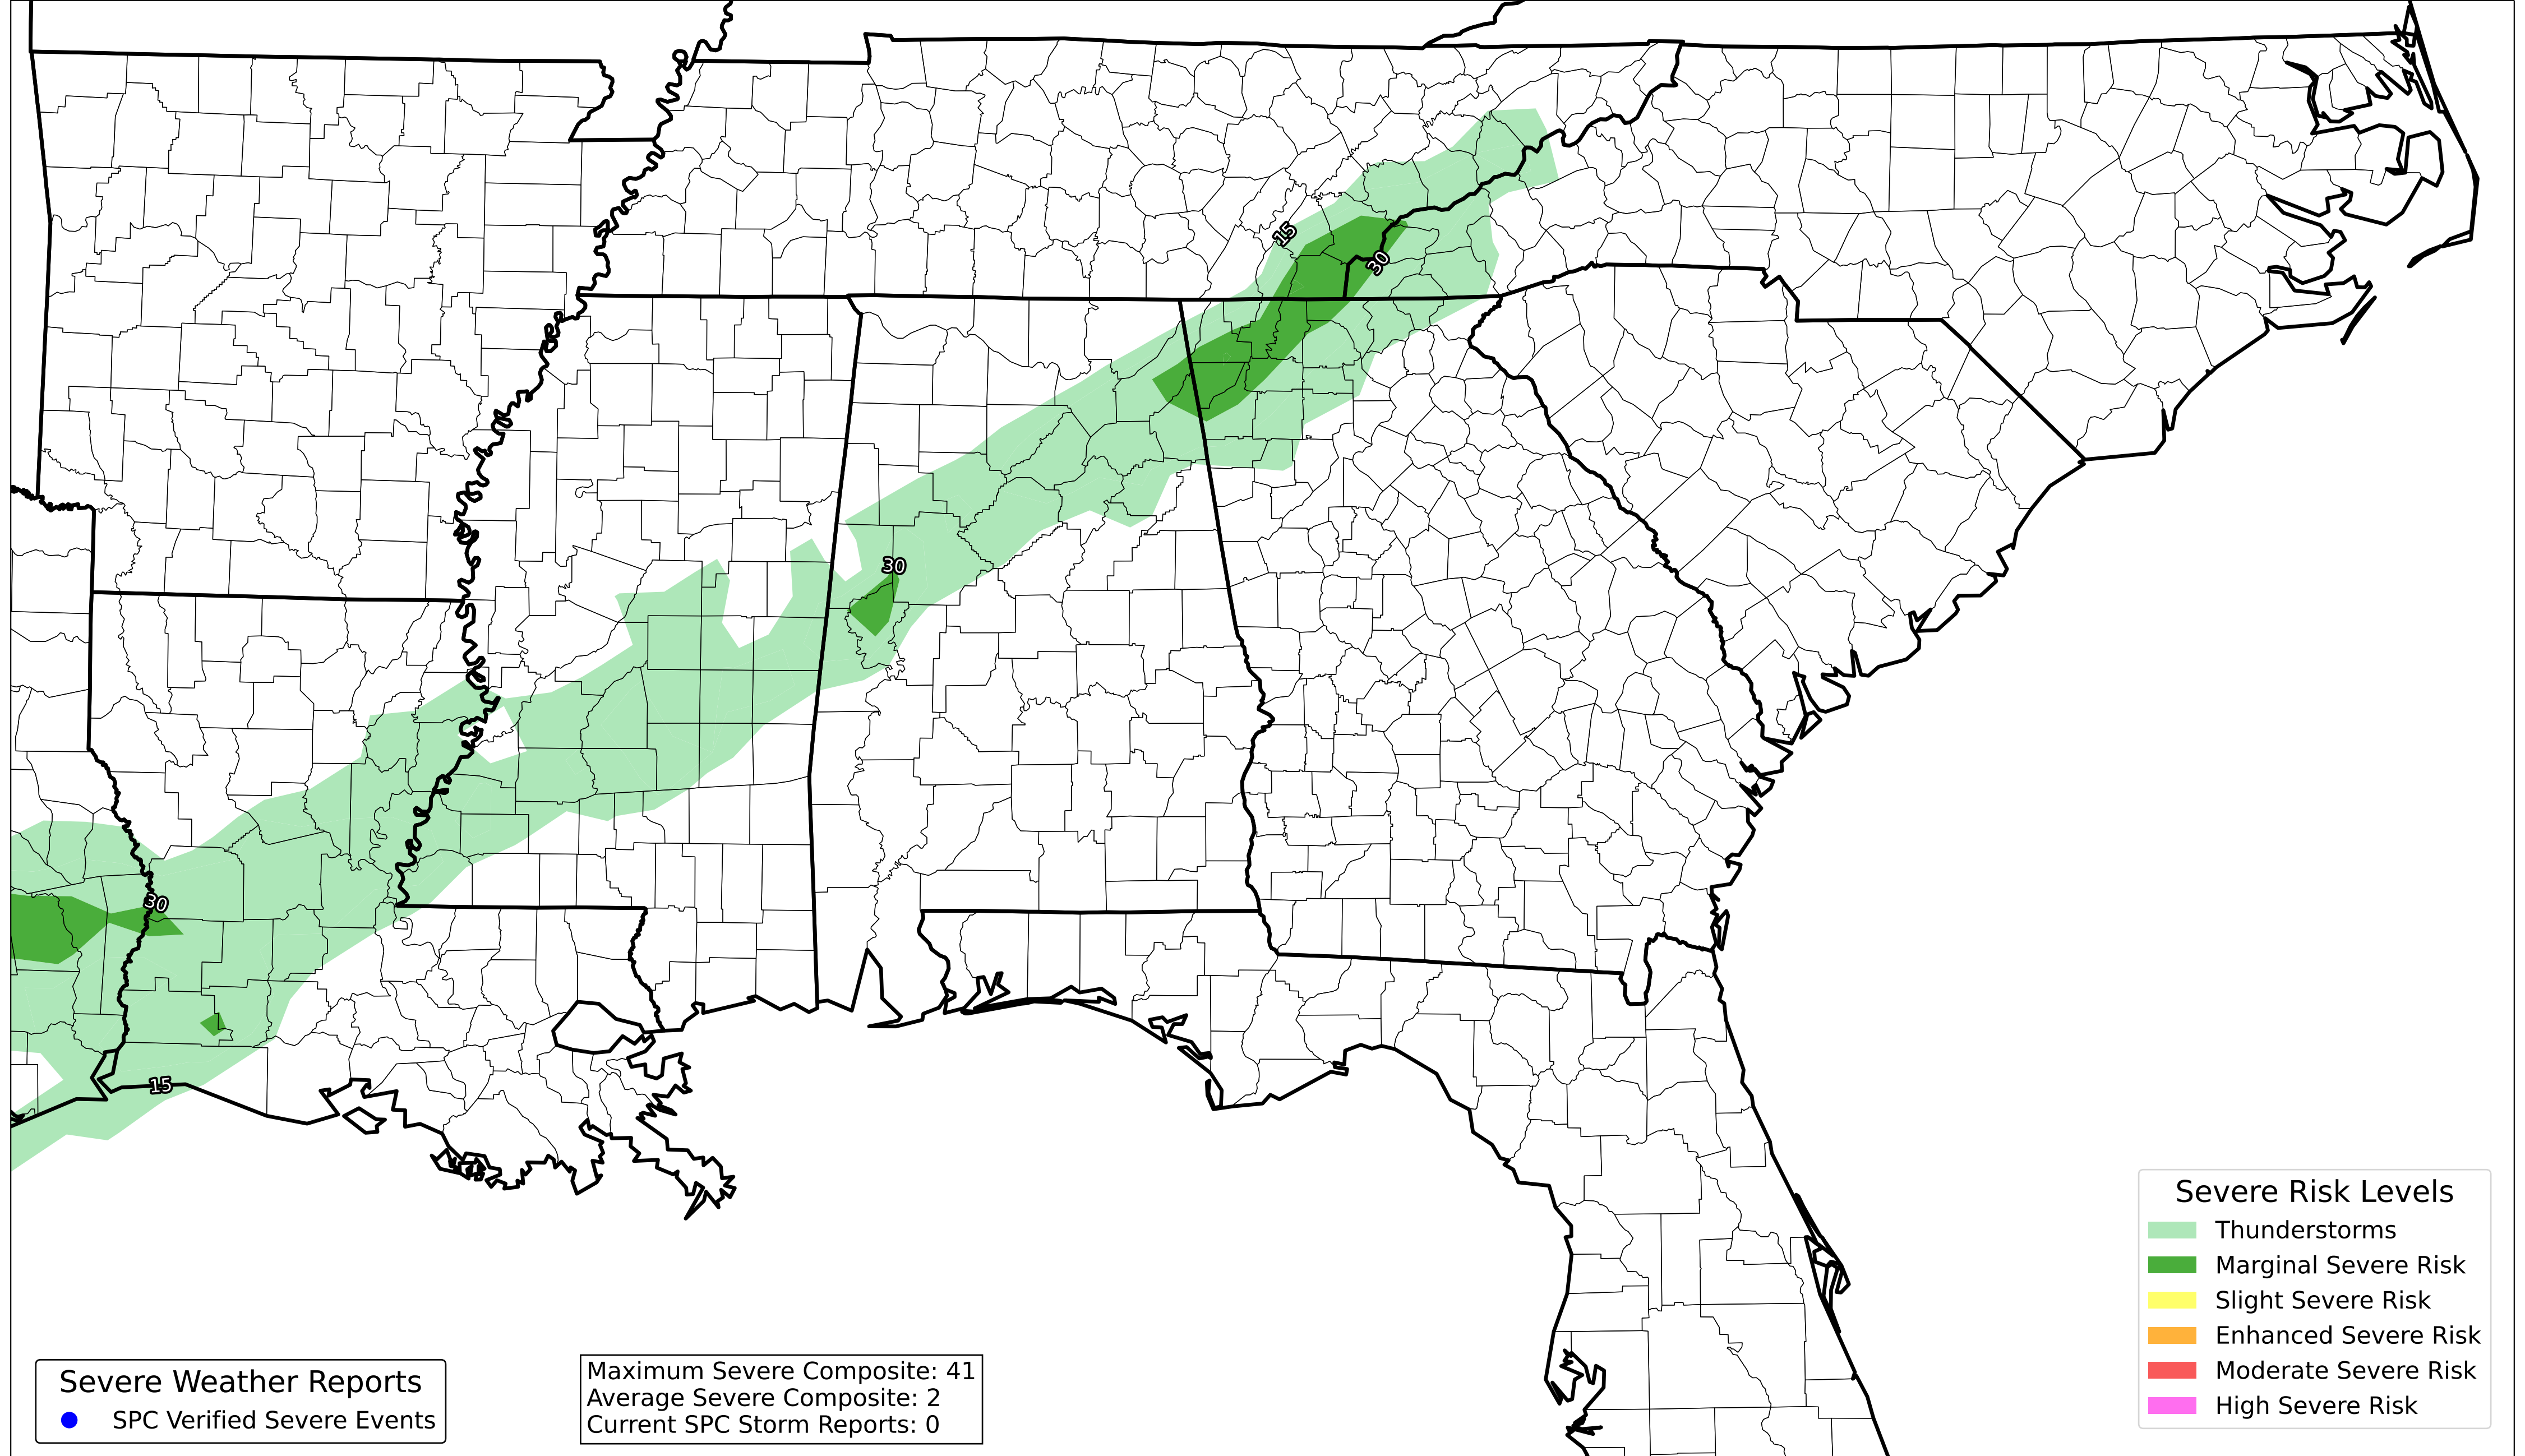 15
30
30
30
15
Severe Risk Levels
Thunderstorms
Marginal Severe Risk
Slight Severe Risk
Enhanced Severe Risk
Moderate Severe Risk
High Severe Risk
Severe Weather Reports
SPC Verified Severe Events
Maximum Severe Composite: 41
Average Severe Composite: 2
Current SPC Storm Reports: 0